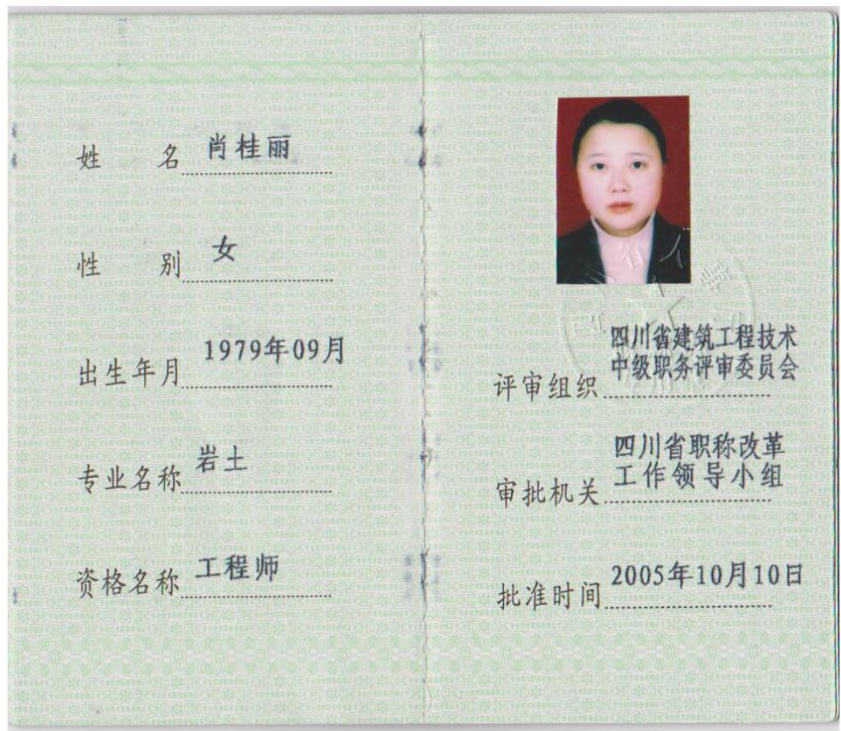 姓 名 肖桂丽
性 别 女
出生年月 1979年09月
专业名称 岩土
资格名称 工程师
四川省建筑工程技术
评审组织 中级职务评审委员会
四川省职称改革
审批机关 工作领导小组
批准时间 2005年10月10日